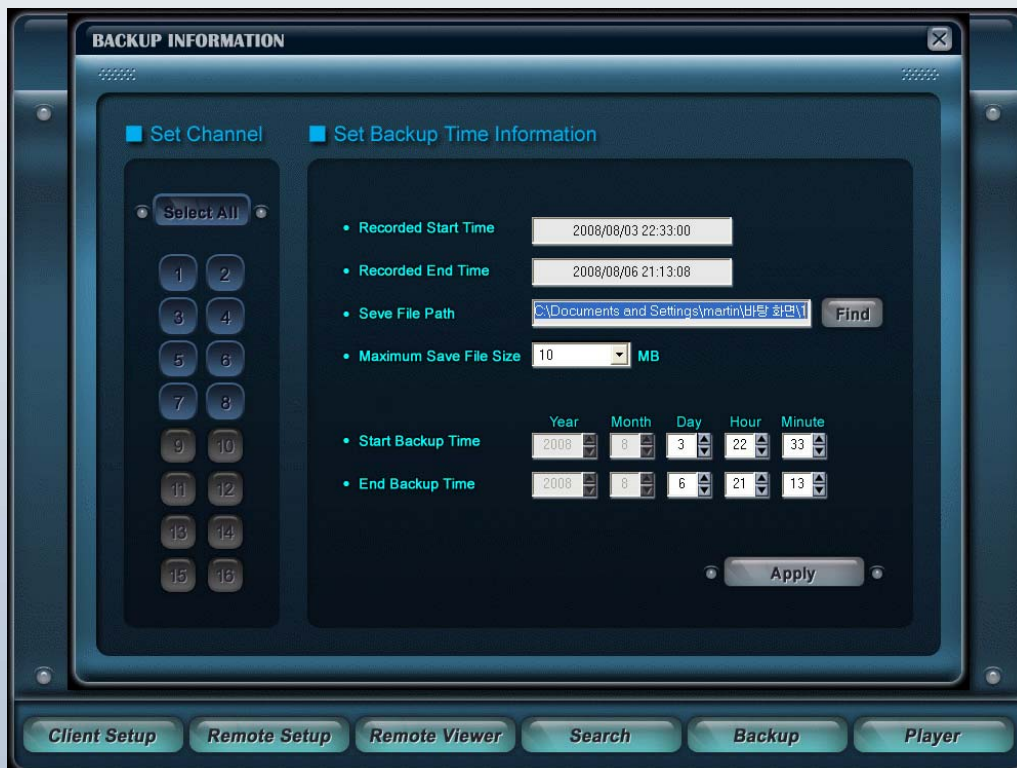 BACKUP INFORMATION
Set Channel
Set Backup Time Information
Select All
1 2
3 4
5 6
7 8
9 10
11 12
13 14
15 16
Recorded Start Time 2008/08/03 22:33:00
Recorded End Time 2008/08/06 21:13:08
Seve File Path C:\Documents and Settings\martin\바탕 화면\1 Find
Maximum Save File Size 10 MB
Year Month Day Hour Minute
Start Backup Time 2008 8 3 22 33
End Backup Time 2008 8 6 21 13
Apply
Client Setup Remote Setup Remote Viewer Search Backup Player